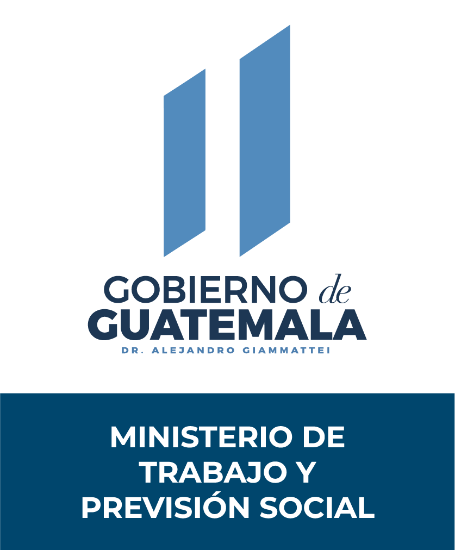 GOBIERNO de
GUATEMALA
DR. ALEJANDRO GIAMMATTEI
MINISTERIO DE
TRABAJO Y
PREVISIÓN SOCIAL